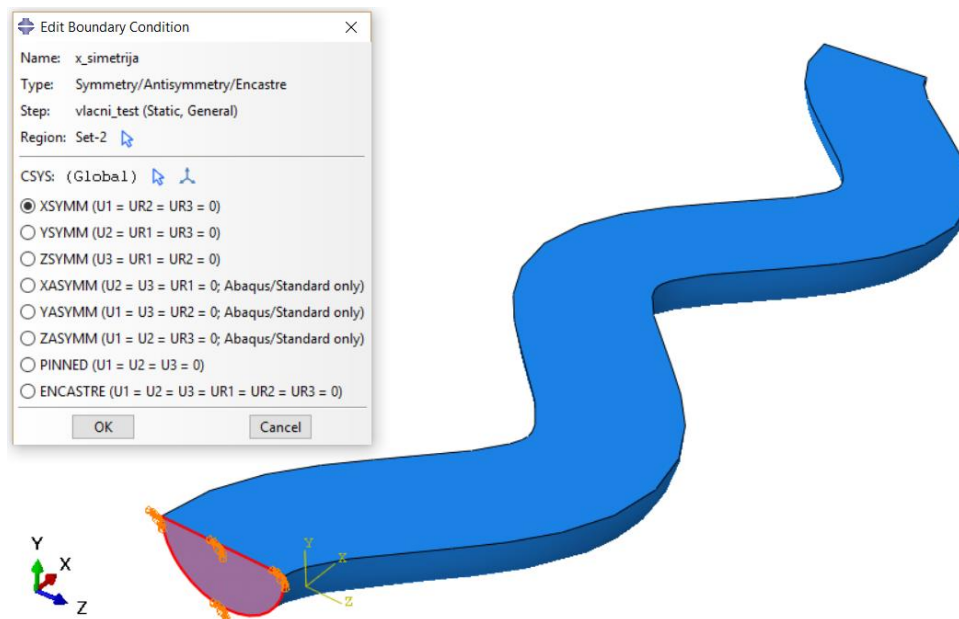 Edit Boundary Condition
Name: x_simetrija
Type: Symmetry/Antisymmetry/Encastre
Step: vlacni_test (Static, General)
Region: Set-2
CSYS: (Global)
XSYMM (U1 = UR2 = UR3 = 0)
YSYMM (U2 = UR1 = UR3 = 0)
ZSYMM (U3 = UR1 = UR2 = 0)
XASYMM (U2 = U3 = UR1 = 0; Abaqus/Standard only)
YASYMM (U1 = U3 = UR2 = 0; Abaqus/Standard only)
ZASYMM (U1 = U2 = UR3 = 0; Abaqus/Standard only)
PINNED (U1 = U2 = U3 = 0)
ENCASTRE (U1 = U2 = U3 = UR1 = UR2 = UR3 = 0)
OK Cancel
Y
X
Z
Y
X
Z